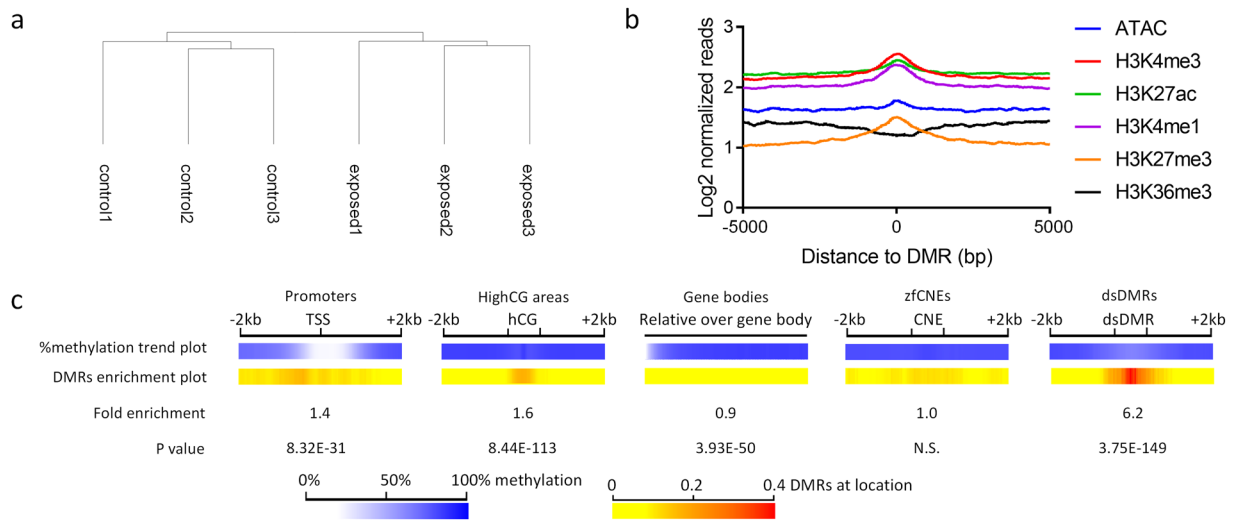 a
control1
control2
control3
exposed1
exposed2
exposed3
b
Log2 normalized reads
3
2
1
0
-5000
0
5000
Distance to DMR (bp)
ATAC
H3K4me3
H3K27ac
H3K4me1
H3K27me3
H3K36me3
c
Promoters
HighCG areas
Gene bodies
zfCNEs
dsDMRs
-2kb TSS +2kb
-2kb hCG +2kb
Relative over gene body
-2kb CNE +2kb
-2kb dsDMR +2kb
%methylation trend plot
DMRs enrichment plot
Fold enrichment 1.4 1.6 0.9 1.0 6.2
P value 8.32E-31 8.44E-113 3.93E-50 N.S. 3.75E-149
0% 50% 100% methylation
0 0.2 0.4 DMRs at location